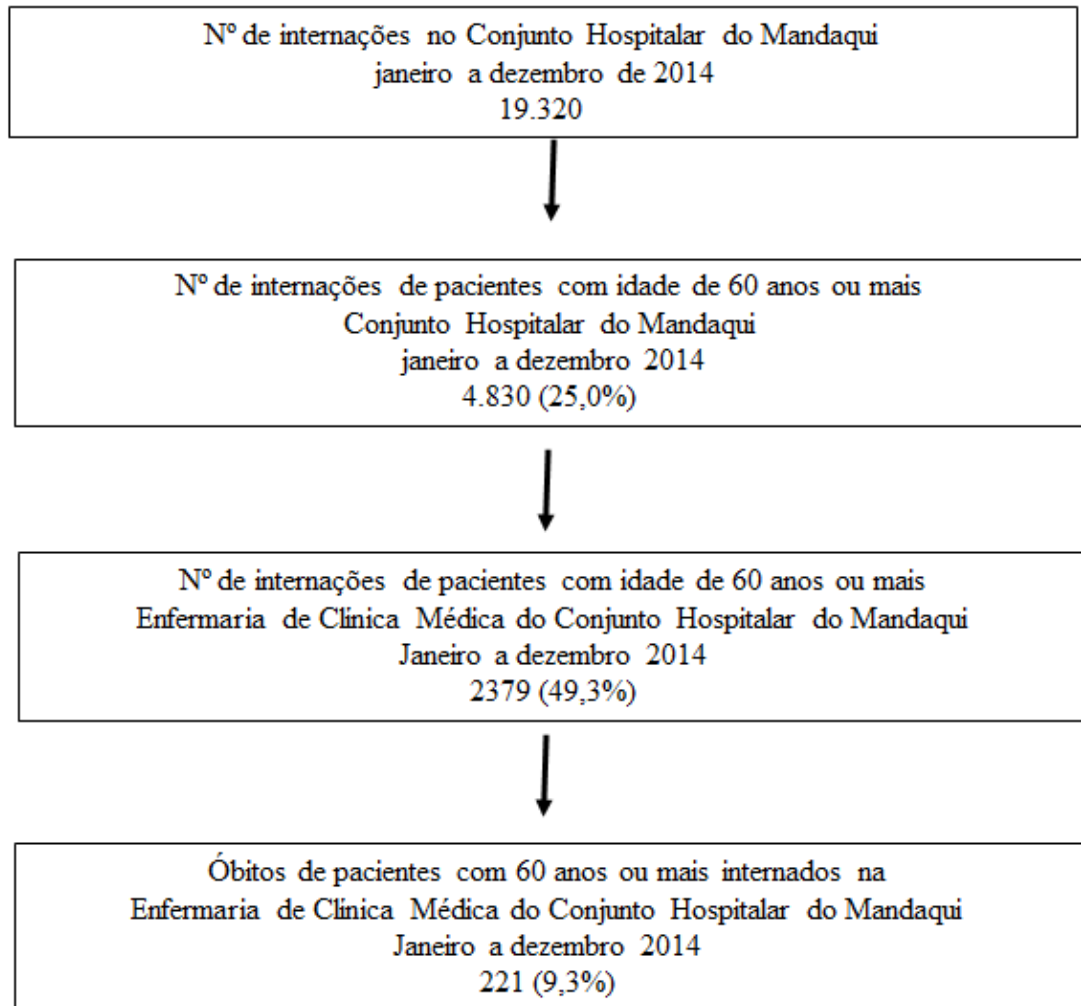 Nº de internações no Conjunto Hospitalar do Mandaqui
janeiro a dezembro de 2014
19.320
Nº de internações de pacientes com idade de 60 anos ou mais
Conjunto Hospitalar do Mandaqui
janeiro a dezembro 2014
4.830 (25,0%)
Nº de internações de pacientes com idade de 60 anos ou mais
Enfermaria de Clínica Médica do Conjunto Hospitalar do Mandaqui
Janeiro a dezembro 2014
2379 (49,3%)
Óbitos de pacientes com 60 anos ou mais internados na
Enfermaria de Clínica Médica do Conjunto Hospitalar do Mandaqui
Janeiro a dezembro 2014
221 (9,3%)